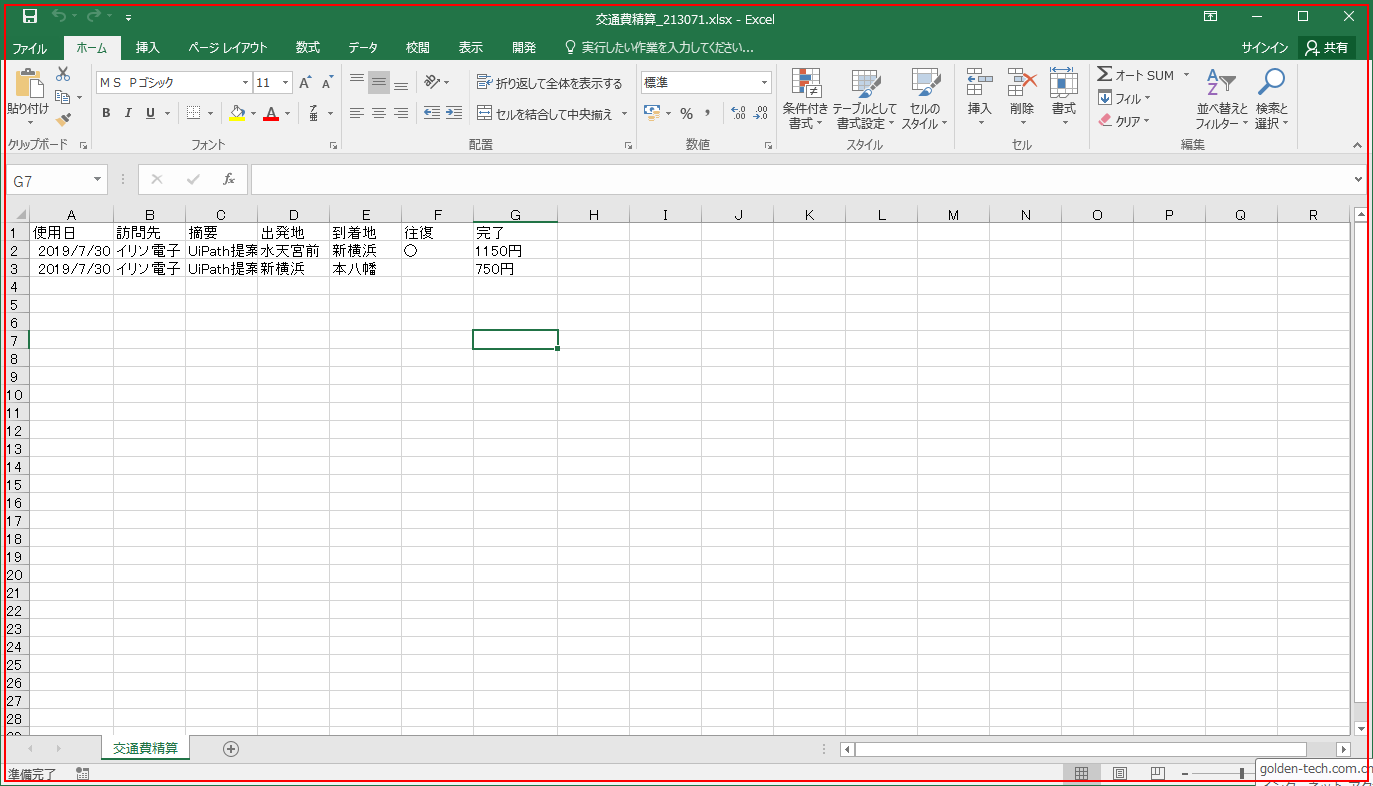 交通費精算_213071.xlsx - Excel
ファイル ホーム 挿入 ページ レイアウト 数式 データ 校閲 表示 開発 実行したい作業を入力してください... サインイン 共有
ＭＳ Ｐゴシック 11 折り返して全体を表示する 標準 オート SUM
貼り付け 条件付き テーブルとして セルの 挿入 削除 書式 フィル 並べ替えと 検索と
B I U A セルを結合して中央揃え % 書式 書式設定 スタイル クリア フィルター 選択
クリップボード フォント 配置 数値 スタイル セル 編集
G7 fx
A B C D E F G H I J K L M N O P Q R
1 使用日 訪問先 摘要 出発地 到着地 往復 完了
2 2019/7/30 イリソ電子 UiPath提案 水天宮前 新横浜 〇 1150円
3 2019/7/30 イリソ電子 UiPath提案 新横浜 本八幡 750円
4
5
6
7
8
9
10
11
12
13
14
15
16
17
18
19
20
21
22
23
24
25
26
27
28
交通費精算
準備完了
golden-tech.com.cn